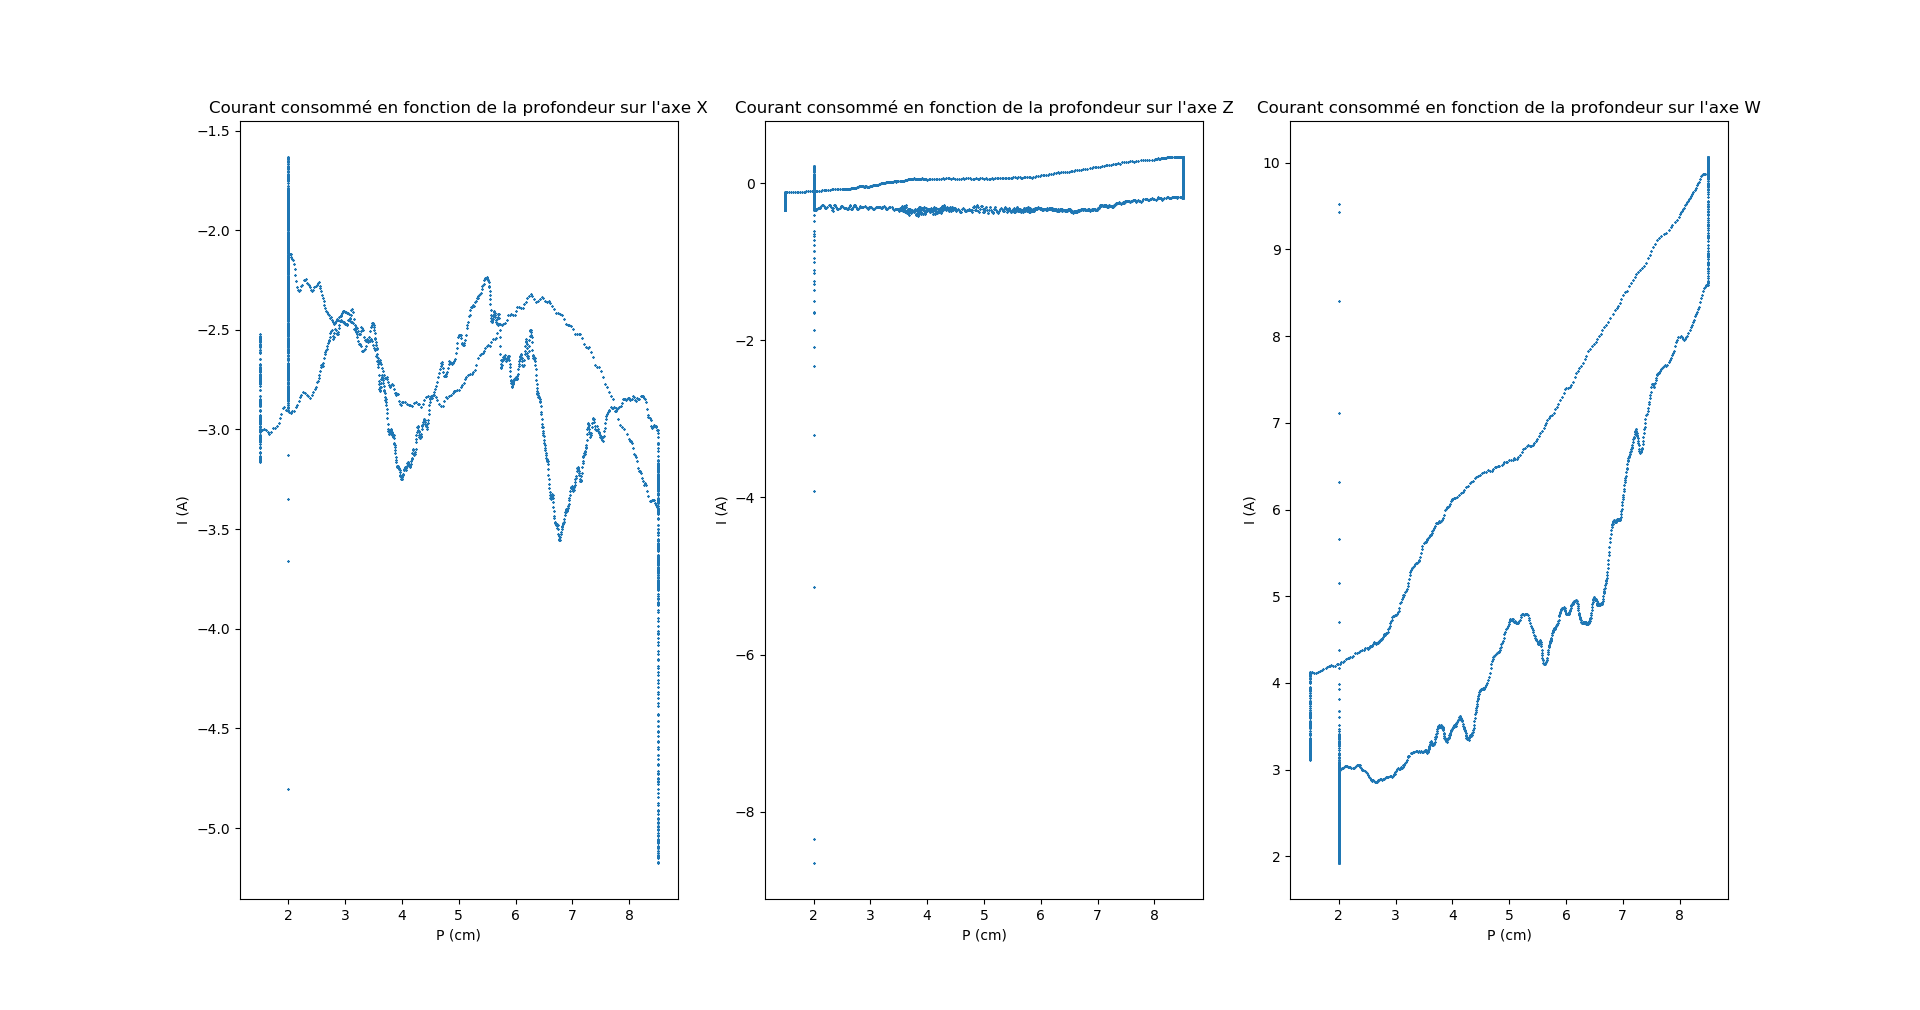 Courant consommé en fonction de la profondeur sur l'axe X
−1.5
−2.0
−2.5
−3.0
−3.5
−4.0
−4.5
−5.0
I (A)
2 3 4 5 6 7 8
P (cm)
Courant consommé en fonction de la profondeur sur l'axe Z
0
−2
−4
−6
−8
I (A)
2 3 4 5 6 7 8
P (cm)
Courant consommé en fonction de la profondeur sur l'axe W
10
9
8
7
6
5
4
3
2
I (A)
2 3 4 5 6 7 8
P (cm)